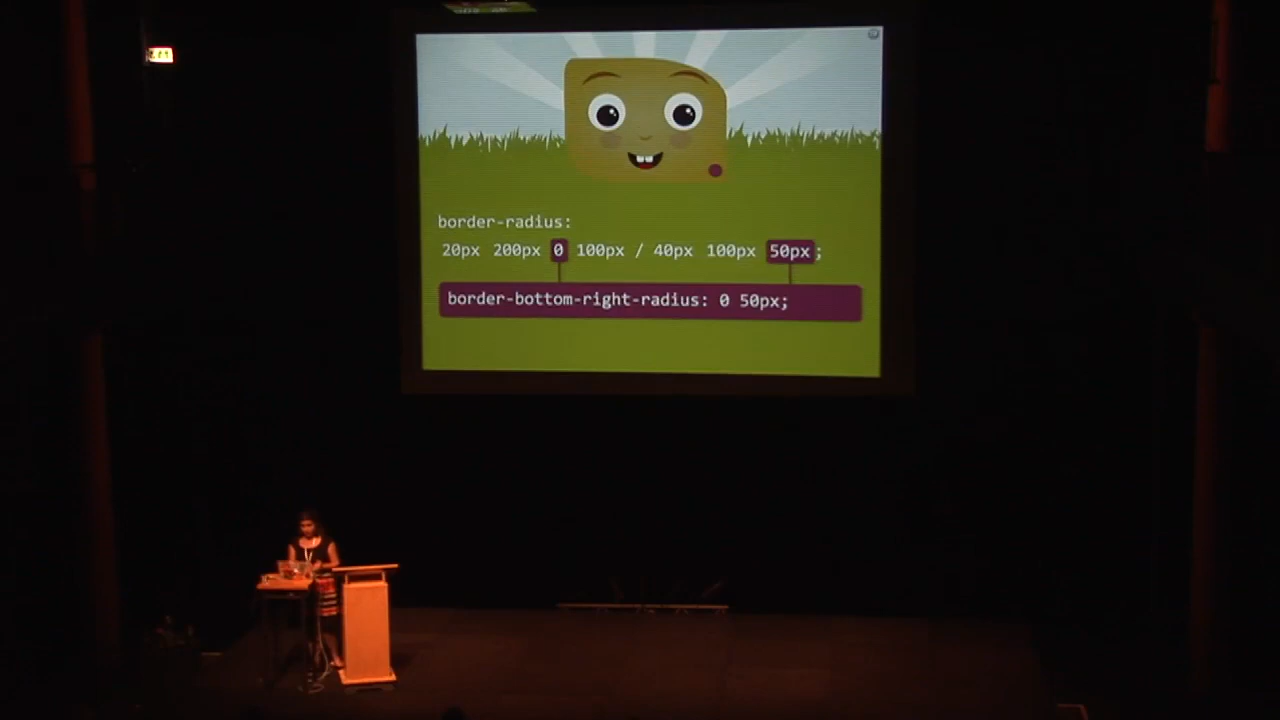 border-radius:
20px 200px 0 100px / 40px 100px 50px;
border-bottom-right-radius: 0 50px;